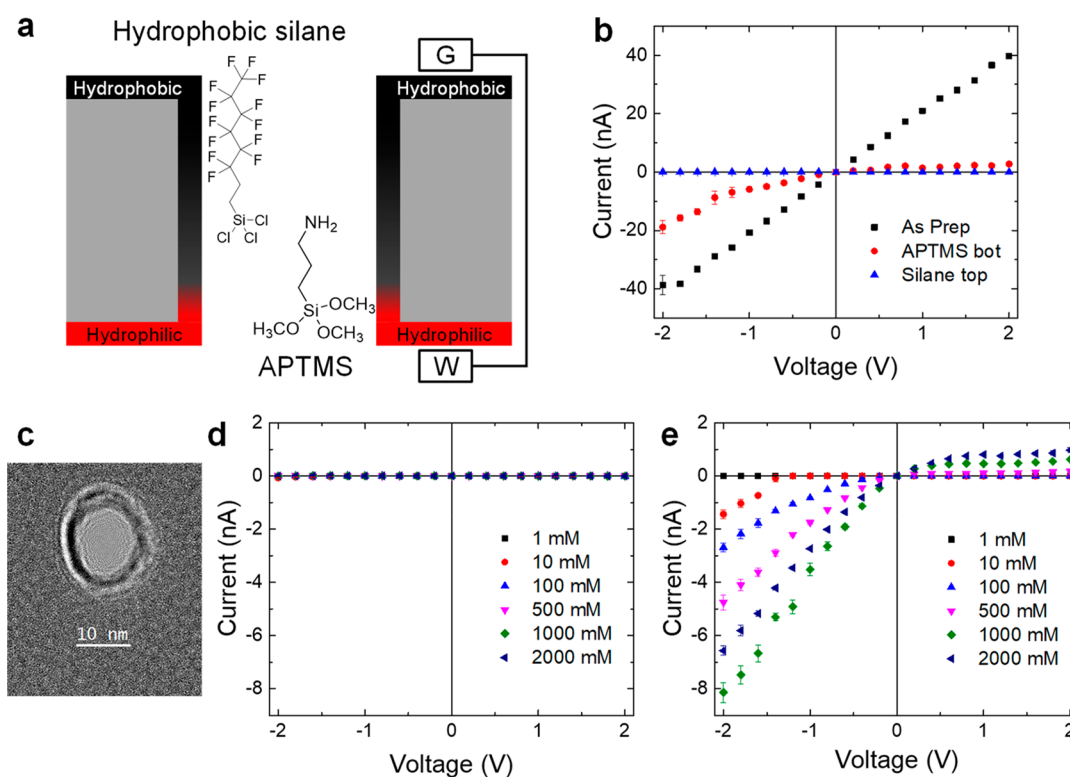 a
Hydrophobic silane
Hydrophobic
Hydrophobic
G
F F F F F F F F F F F F F
Si Cl
Cl Cl
NH2
Si OCH3
H3CO OCH3
Hydrophilic
Hydrophilic
APTMS
W
b
Current (nA)
40
20
0
-20
-40
As Prep
APTMS bot
Silane top
-2 -1 0 1 2
Voltage (V)
c
10 nm
d
Current (nA)
2
0
-2
-4
-6
-8
1 mM
10 mM
100 mM
500 mM
1000 mM
2000 mM
-2 -1 0 1 2
Voltage (V)
e
Current (nA)
2
0
-2
-4
-6
-8
1 mM
10 mM
100 mM
500 mM
1000 mM
2000 mM
-2 -1 0 1 2
Voltage (V)